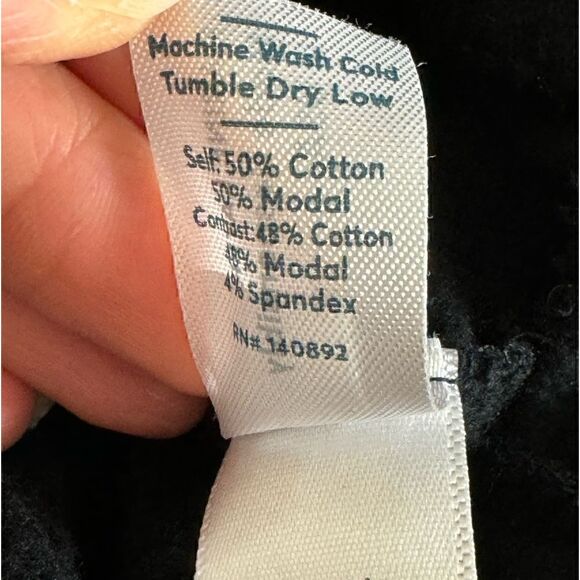 Machine Wash Cold
Tumble Dry Low
Self: 50% Cotton
50% Modal
Contrast: 48% Cotton
48% Modal
4% Spandex
RN# 140892